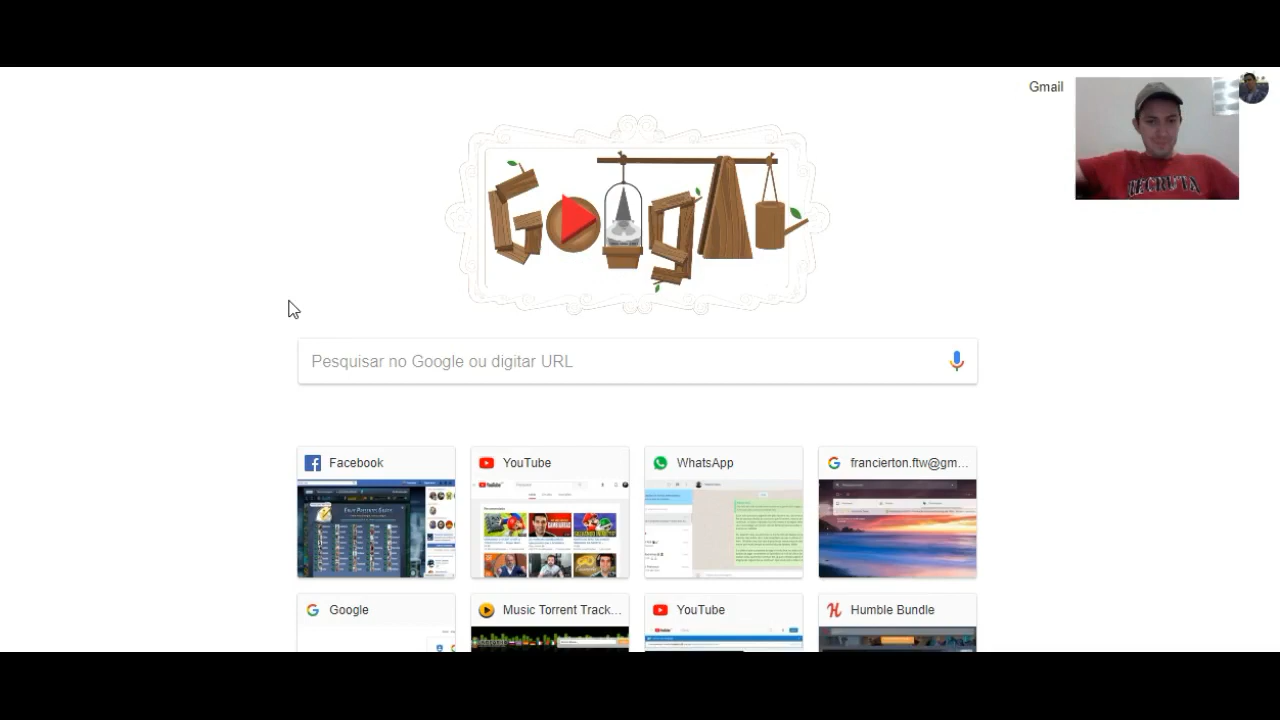 Gmail
RECRUTA
Pesquisar no Google ou digitar URL
Facebook
YouTube
WhatsApp
francierton.ftw@gm...
Google
Music Torrent Track...
YouTube
Humble Bundle